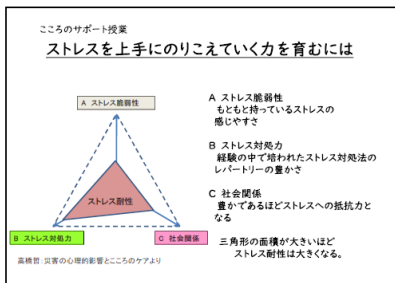 こころのサポート授業
ストレスを上手にのりこえていく力を育むには
A ストレス脆弱性
ストレス耐性
B ストレス対処力
C 社会関係
高橋哲:災害の心理的影響とこころのケアより
A ストレス脆弱性
もともと持っているストレスの
感じやすさ
B ストレス対処力
経験の中で培われたストレス対処法の
レパートリーの豊かさ
C 社会関係
豊かであるほどストレスへの抵抗力と
なる
三角形の面積が大きいほど
ストレス耐性は大きくなる。